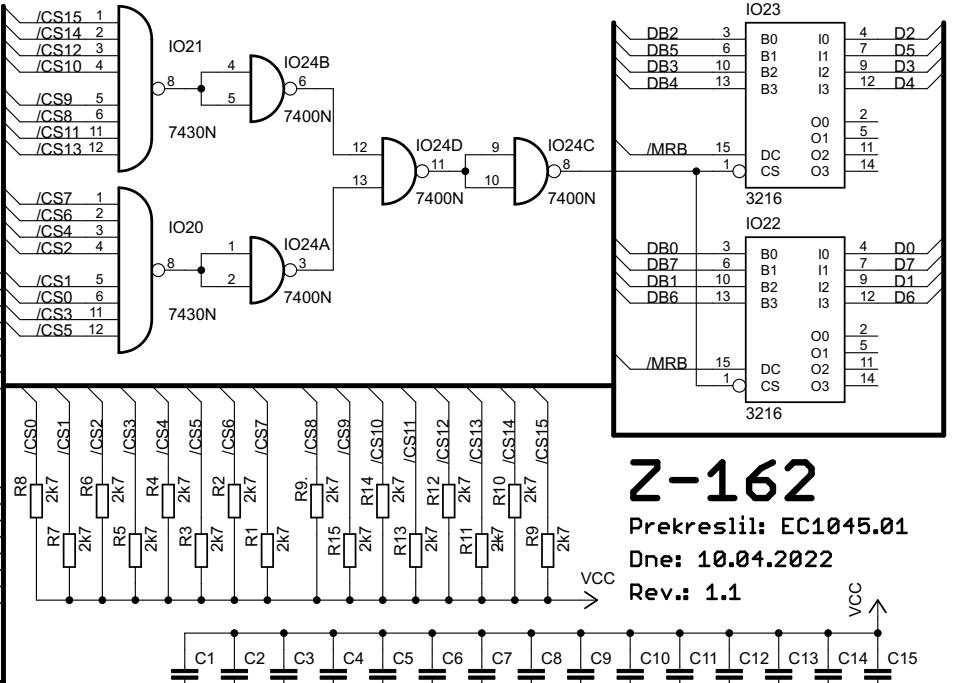 IO23
/CS15 1
/CS14 2
/CS12 3
/CS10 4
/CS9 5
/CS8 6
/CS11 11
/CS13 12
IO21
8
7430N
4
5
IO24B
6
7400N
/CS7 1
/CS6 2
/CS4 3
/CS2 4
/CS1 5
/CS0 6
/CS3 11
/CS5 12
IO20
8
7430N
1
2
IO24A
3
7400N
12
13
IO24D
11
7400N
9
10
IO24C
8
7400N
DB2 3 B0 I0 4 D2
DB5 6 B1 I1 7 D5
DB3 10 B2 I2 9 D3
DB4 13 B3 I3 12 D4
O0 2
O1 5
/MRB 15 DC O2 11
1 CS O3 14
3216
IO22
DB0 3 B0 I0 4 D0
DB7 6 B1 I1 7 D7
DB1 10 B2 I2 9 D1
DB6 13 B3 I3 12 D6
O0 2
O1 5
/MRB 15 DC O2 11
1 CS O3 14
3216
/CS0 /CS1 /CS2 /CS3 /CS4 /CS5 /CS6 /CS7 /CS8 /CS9 /CS10 /CS11 /CS12 /CS13 /CS14 /CS15
R8 2k7 R6 2k7 R4 2k7 R2 2k7 R9. 2k7 R14 2k7 R12 2k7 R10 2k7
R7 2k7 R5 2k7 R3 2k7 R1 2k7 R15 2k7 R13 2k7 R11 2k7 R9 2k7
VCC
Z-162
Prekreslil: EC1045.01
Dne: 10.04.2022
Rev.: 1.1
VCC
C1 C2 C3 C4 C5 C6 C7 C8 C9 C10 C11 C12 C13 C14 C15